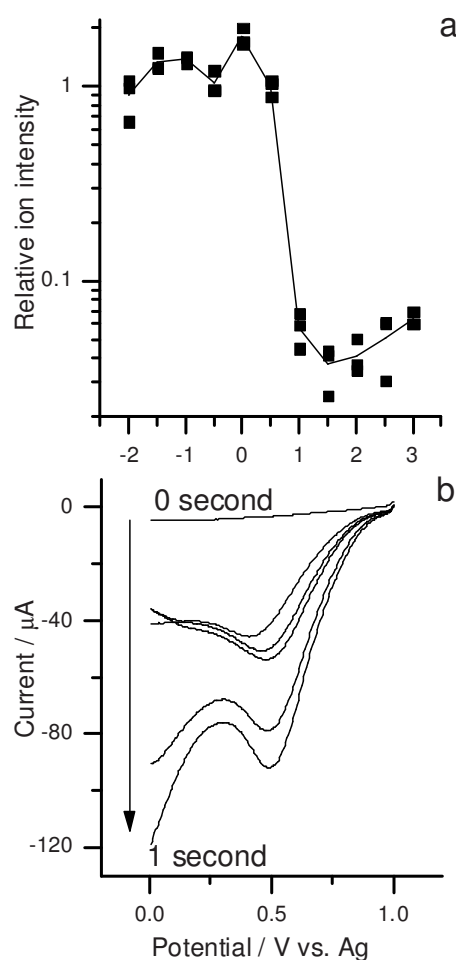 a
Relative ion intensity
1
0.1
-2 -1 0 1 2 3
b
0 second
Current / μA
0
-40
-80
-120
1 second
0.0 0.5 1.0
Potential / V vs. Ag